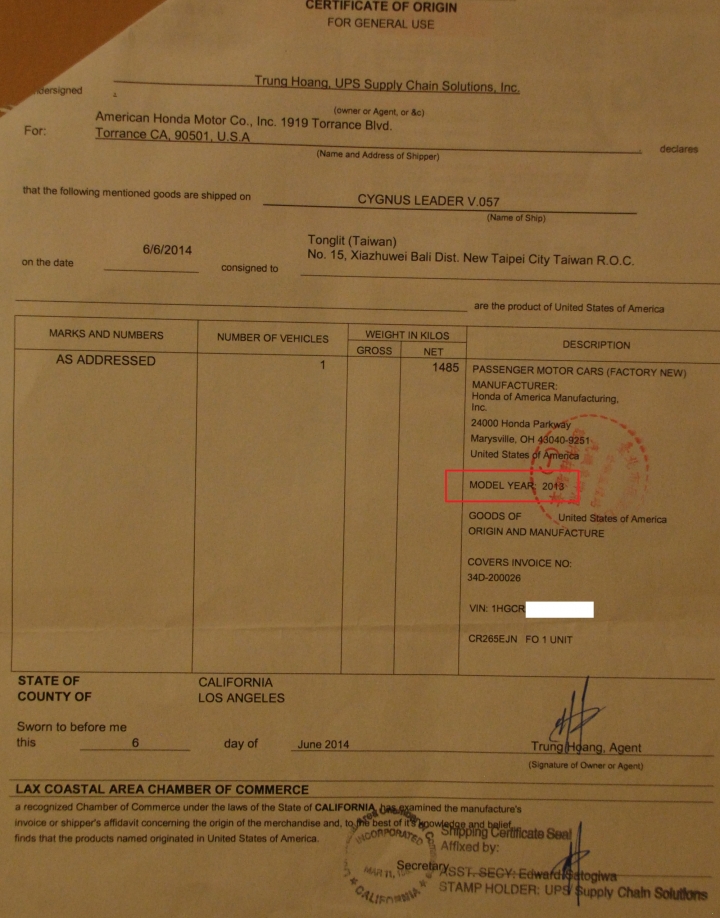 CERTIFICATE OF ORIGIN
FOR GENERAL USE
dersigned Trung Hoang, UPS Supply Chain Solutions, Inc.
(owner or Agent, or &c)
For: American Honda Motor Co., Inc. 1919 Torrance Blvd.
Torrance CA, 90501, U.S.A
(Name and Address of Shipper) declares
that the following mentioned goods are shipped on CYGNUS LEADER V.057
(Name of Ship)
on the date 6/6/2014 consigned to Tonglit (Taiwan)
No. 15, Xiazhuwei Bali Dist. New Taipei City Taiwan R.O.C.
are the product of United States of America
MARKS AND NUMBERS NUMBER OF VEHICLES WEIGHT IN KILOS DESCRIPTION
GROSS NET
AS ADDRESSED 1 1485 PASSENGER MOTOR CARS (FACTORY NEW)
MANUFACTURER:
Honda of America Manufacturing,
Inc.
24000 Honda Parkway
Marysville, OH 43040-9251
United States of America
MODEL YEAR: 2013
GOODS OF United States of America
ORIGIN AND MANUFACTURE
COVERS INVOICE NO:
34D-200026
VIN: 1HGCR
CR265EJN FO 1 UNIT
STATE OF CALIFORNIA
COUNTY OF LOS ANGELES
Sworn to before me
this 6 day of June 2014
Trung Hoang, Agent
(Signature of Owner or Agent)
LAX COASTAL AREA CHAMBER OF COMMERCE
a recognized Chamber of Commerce under the laws of the State of CALIFORNIA, has examined the manufacture's
invoice or shipper's affidavit concerning the origin of the merchandise and, to the best of it's knowledge and belief,
finds that the products named originated in United States of America.
INCORPORATED
CALIFORNIA
Shipping Certificate Seal
Affixed by:
Secretary
ASST. SECY: Edward
STAMP HOLDER: UPS Supply Chain Solutions